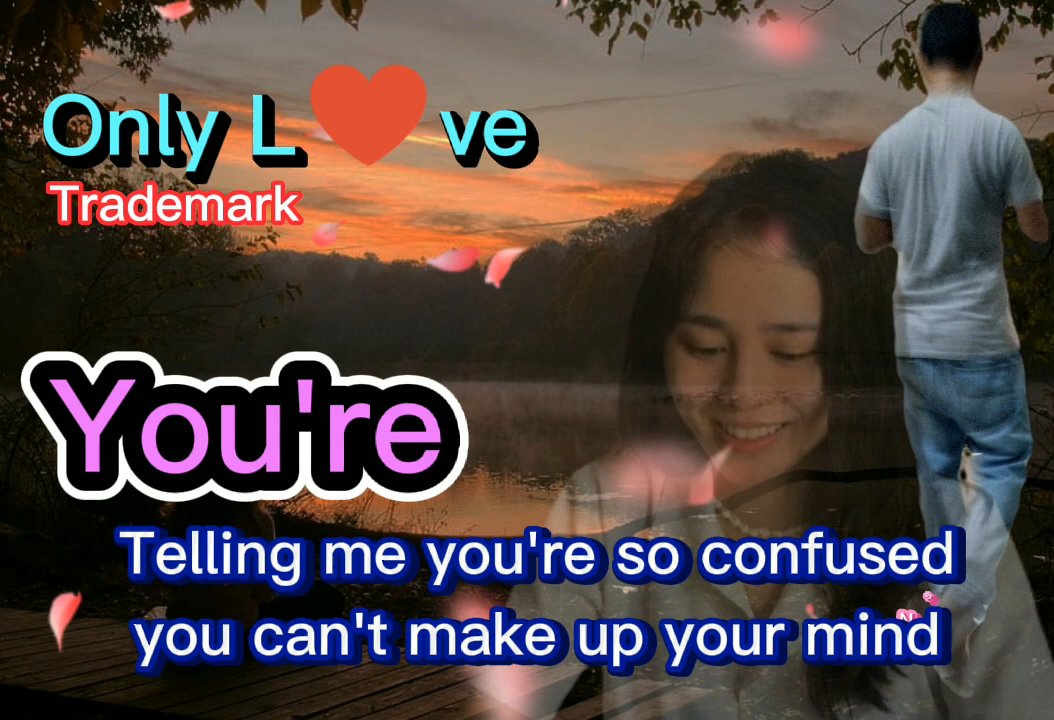 Only L❤ve
Trademark
You're
Telling me you're so confused
you can't make up your mind